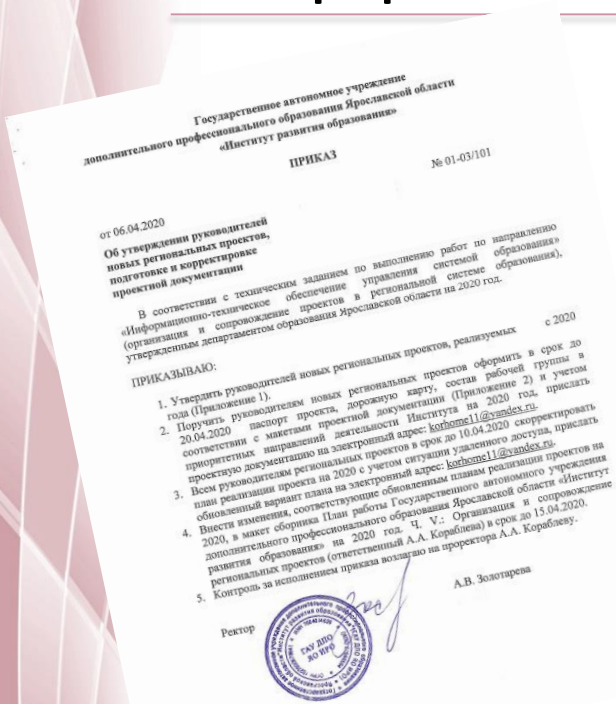 Государственное автономное учреждение
дополнительного профессионального образования Ярославской области
«Институт развития образования»
ПРИКАЗ
№ 01-03/101
от 06.04.2020
Об утверждении руководителей
новых региональных проектов,
подготовке и корректировке
проектной документации
В соответствии с техническим заданием по выполнению работ по направлению
«Информационно-техническое обеспечение управления системой образования»
(организация и сопровождение проектов в региональной системе образования),
утвержденным департаментом образования Ярославской области на 2020 год.
ПРИКАЗЫВАЮ:
1. Утвердить руководителей новых региональных проектов, реализуемых с 2020
года (Приложение 1).
2. Поручить руководителям новых региональных проектов оформить в срок до
20.04.2020 паспорт проекта, дорожную карту, состав рабочей группы в
соответствии с макетами проектной документации (Приложение 2) и учетом
приоритетных направлений деятельности Института на 2020 год, прислать
проектную документацию на электронный адрес: korhome11@yandex.ru.
3. Всем руководителям региональных проектов в срок до 10.04.2020 скорректировать
план реализации проекта на 2020 с учетом ситуации удаленного доступа, прислать
обновленный вариант плана на электронный адрес: korhome11@yandex.ru.
4. Внести изменения, соответствующие обновленным планам реализации проектов на
2020, в макет сборника План работы Государственного автономного учреждения
дополнительного профессионального образования Ярославской области «Институт
развития образования» на 2020 год. Ч. V.: Организация и сопровождение
региональных проектов (ответственный А.А. Кораблева) в срок до 15.04.2020.
5. Контроль за исполнением приказа возлагаю на проректора А.А. Кораблеву.
Ректор
А.В. Золотарева
ГАУ ДПО
ЯО ИРО